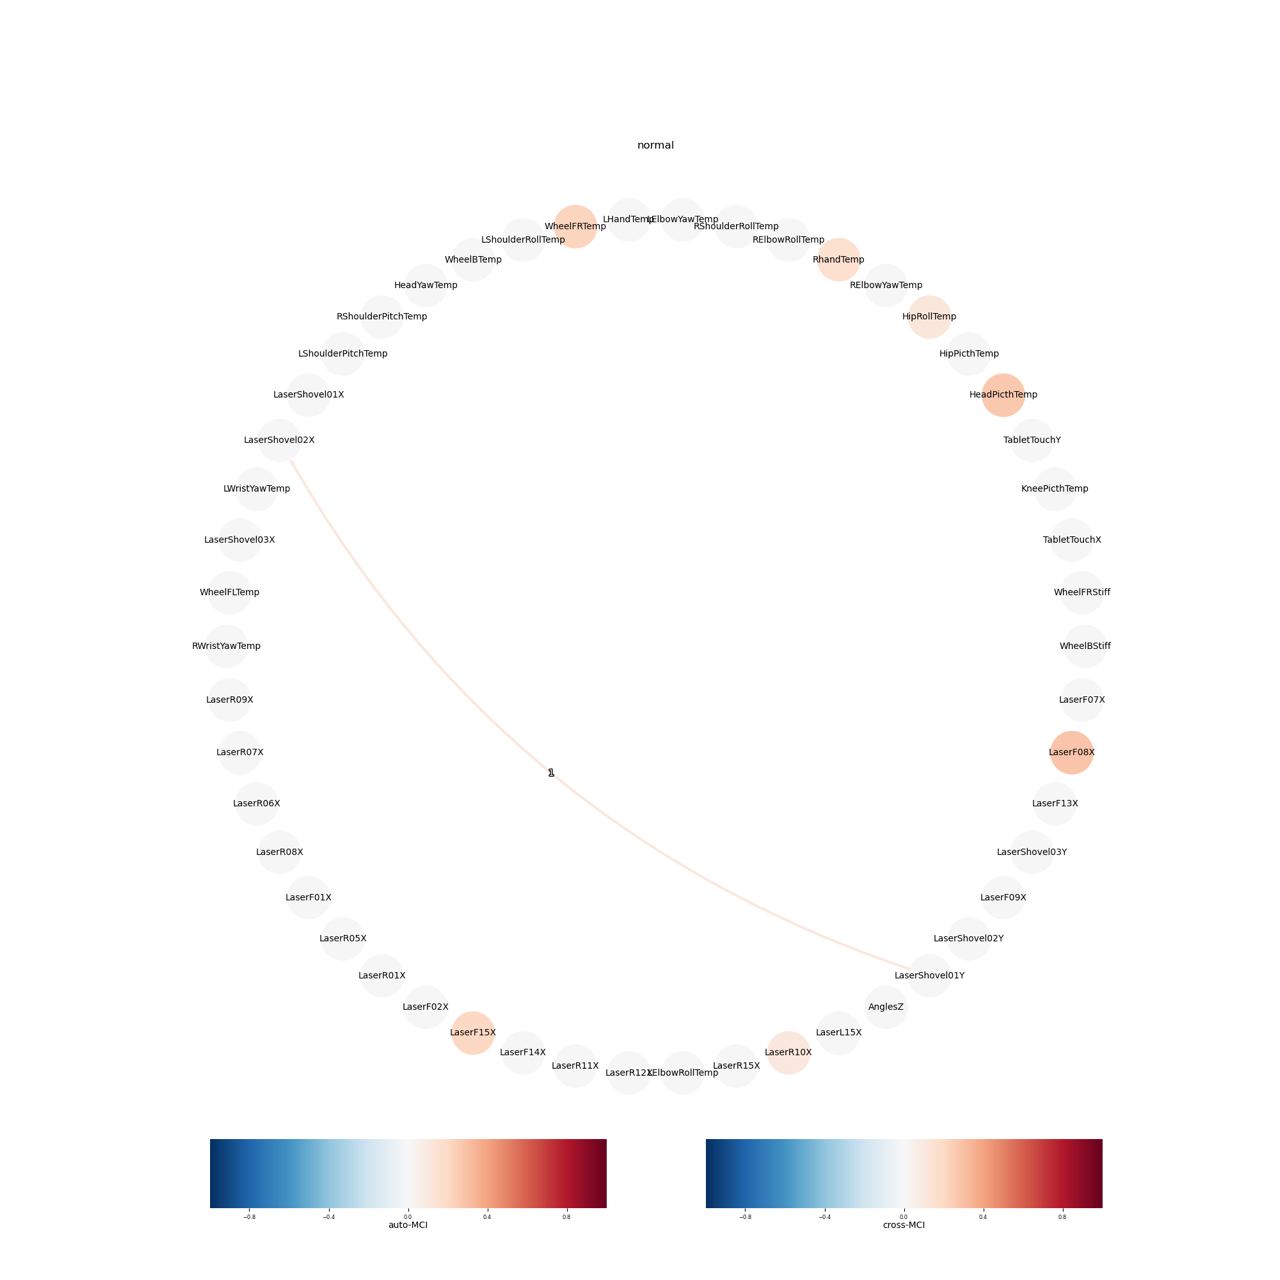 normal
LHandTemp
LElbowYawTemp
WheelFRTemp
RShoulderRollTemp
LShoulderRollTemp
RElbowRollTemp
WheelBTemp
RhandTemp
HeadYawTemp
RElbowYawTemp
RShoulderPitchTemp
HipRollTemp
LShoulderPitchTemp
HipPicthTemp
LaserShovel01X
HeadPicthTemp
LaserShovel02X
TabletTouchY
LWristYawTemp
KneePicthTemp
LaserShovel03X
TabletTouchX
WheelFLTemp
WheelFRStiff
RWristYawTemp
WheelBStiff
LaserR09X
LaserF07X
LaserR07X
LaserF08X
LaserR06X
LaserF13X
LaserR08X
LaserShovel03Y
LaserF01X
LaserF09X
LaserR05X
LaserShovel02Y
LaserR01X
LaserShovel01Y
LaserF02X
AnglesZ
LaserF15X
LaserL15X
LaserF14X
LaserR10X
LaserR11X
LaserR15X
LaserR12X
LElbowRollTemp
−0.8 −0.4 0.0 0.4 0.8
auto-MCI
−0.8 −0.4 0.0 0.4 0.8
cross-MCI